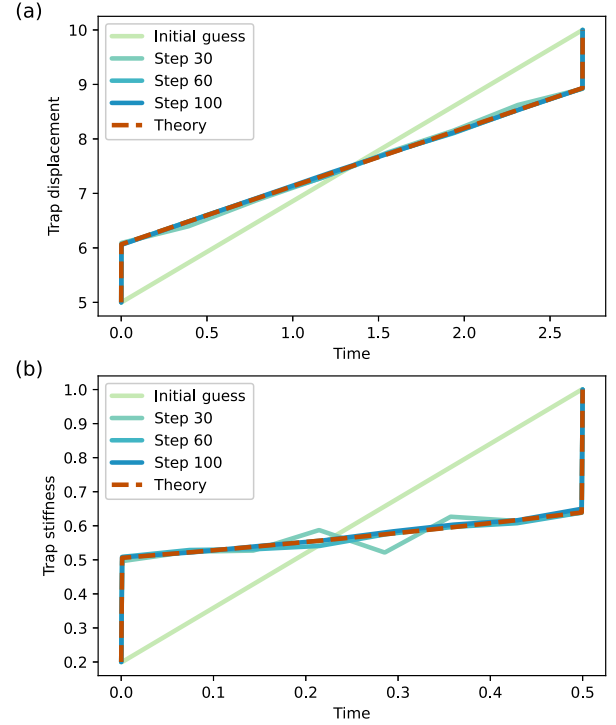 (a)
Initial guess
Step 30
Step 60
Step 100
Theory
Trap displacement
10
9
8
7
6
5
0.0 0.5 1.0 1.5 2.0 2.5
Time
(b)
Initial guess
Step 30
Step 60
Step 100
Theory
Trap stiffness
1.0
0.9
0.8
0.7
0.6
0.5
0.4
0.3
0.2
0.0 0.1 0.2 0.3 0.4 0.5
Time